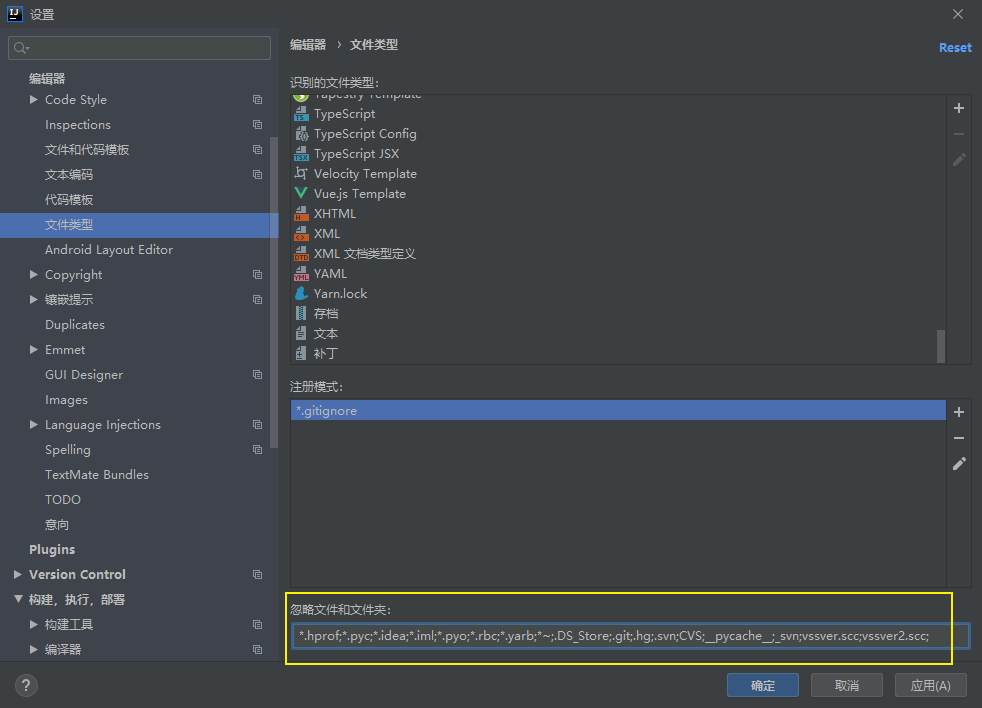 IJ 设置
编辑器 › 文件类型
Reset
编辑器
Code Style
Inspections
文件和代码模板
文本编码
代码模板
文件类型
Android Layout Editor
Copyright
镶嵌提示
Duplicates
Emmet
GUI Designer
Images
Language Injections
Spelling
TextMate Bundles
TODO
意向
Plugins
Version Control
构建，执行，部署
构建工具
编译器
识别的文件类型:
Tapestry Template
TypeScript
TypeScript Config
TypeScript JSX
Velocity Template
Vue.js Template
XHTML
XML
XML 文档类型定义
YAML
Yarn.lock
存档
文本
补丁
注册模式:
*.gitignore
忽略文件和文件夹:
*.hprof;*.pyc;*.idea;*.iml;*.pyo;*.rbc;*.yarb;*~;.DS_Store;.git;.hg;.svn;CVS;__pycache__;_svn;vssver.scc;vssver2.scc;
?
确定
取消
应用(A)